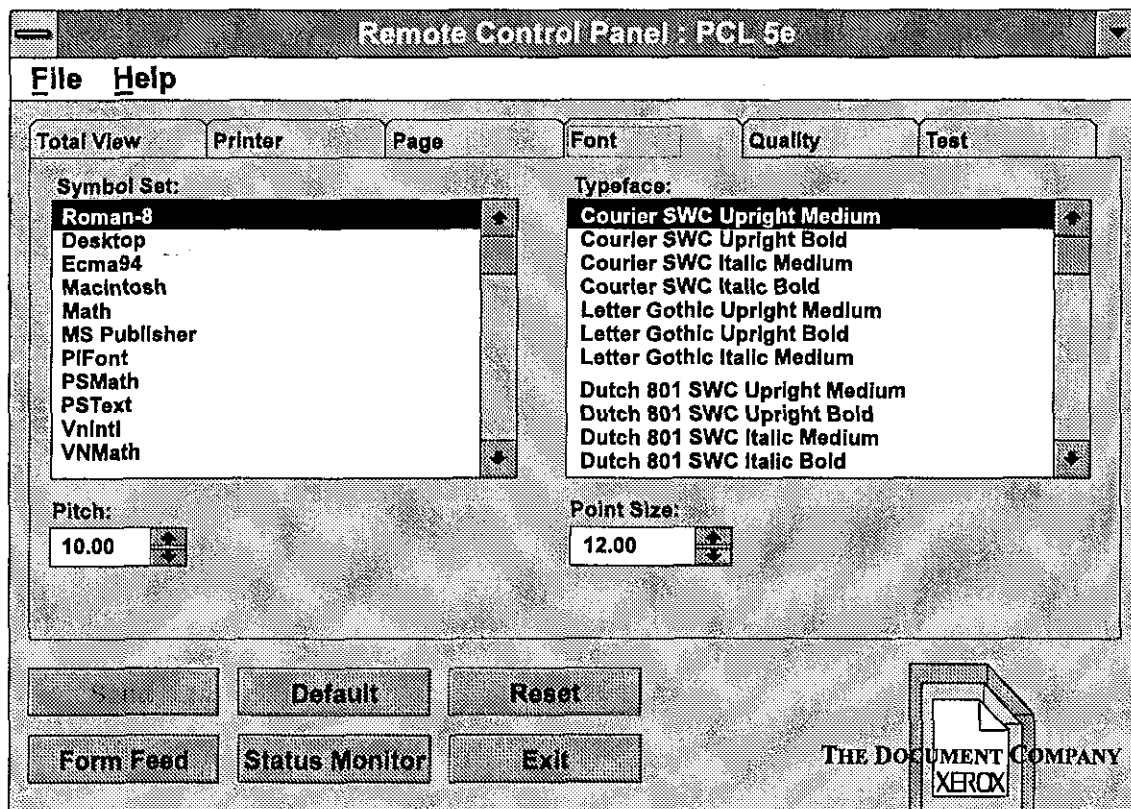 Remote Control Panel : PCL 5e
File Help
Total View Printer Page Font Quality Test
Symbol Set:
Roman-8
Desktop
Ecma94
Macintosh
Math
MS Publisher
PiFont
PSMath
PSText
VnIntl
VNMath
Typeface:
Courier SWC Upright Medium
Courier SWC Upright Bold
Courier SWC Italic Medium
Courier SWC Italic Bold
Letter Gothic Upright Medium
Letter Gothic Upright Bold
Letter Gothic Italic Medium
Dutch 801 SWC Upright Medium
Dutch 801 SWC Upright Bold
Dutch 801 SWC Italic Medium
Dutch 801 SWC Italic Bold
Pitch:
10.00
Point Size:
12.00
Default Reset
Form Feed Status Monitor Exit
THE DOCUMENT COMPANY
XEROX